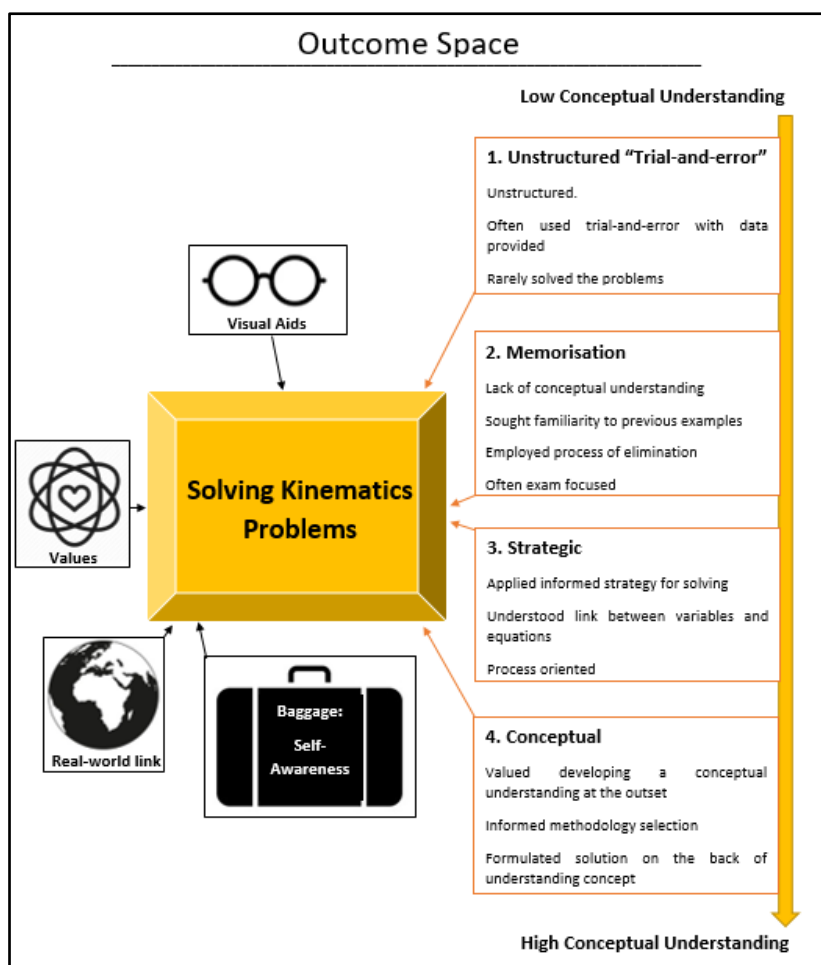 Outcome Space
Low Conceptual Understanding
1. Unstructured “Trial-and-error”
Unstructured.
Often used trial-and-error with data
provided
Rarely solved the problems
Visual Aids
2. Memorisation
Lack of conceptual understanding
Sought familiarity to previous examples
Employed process of elimination
Often exam focused
Solving Kinematics
Problems
Values
3. Strategic
Applied informed strategy for solving
Understood link between variables and
equations
Process oriented
Real-world link
Baggage:
Self-
Awareness
4. Conceptual
Valued developing a conceptual
understanding at the outset
Informed methodology selection
Formulated solution on the back of
understanding concept
High Conceptual Understanding